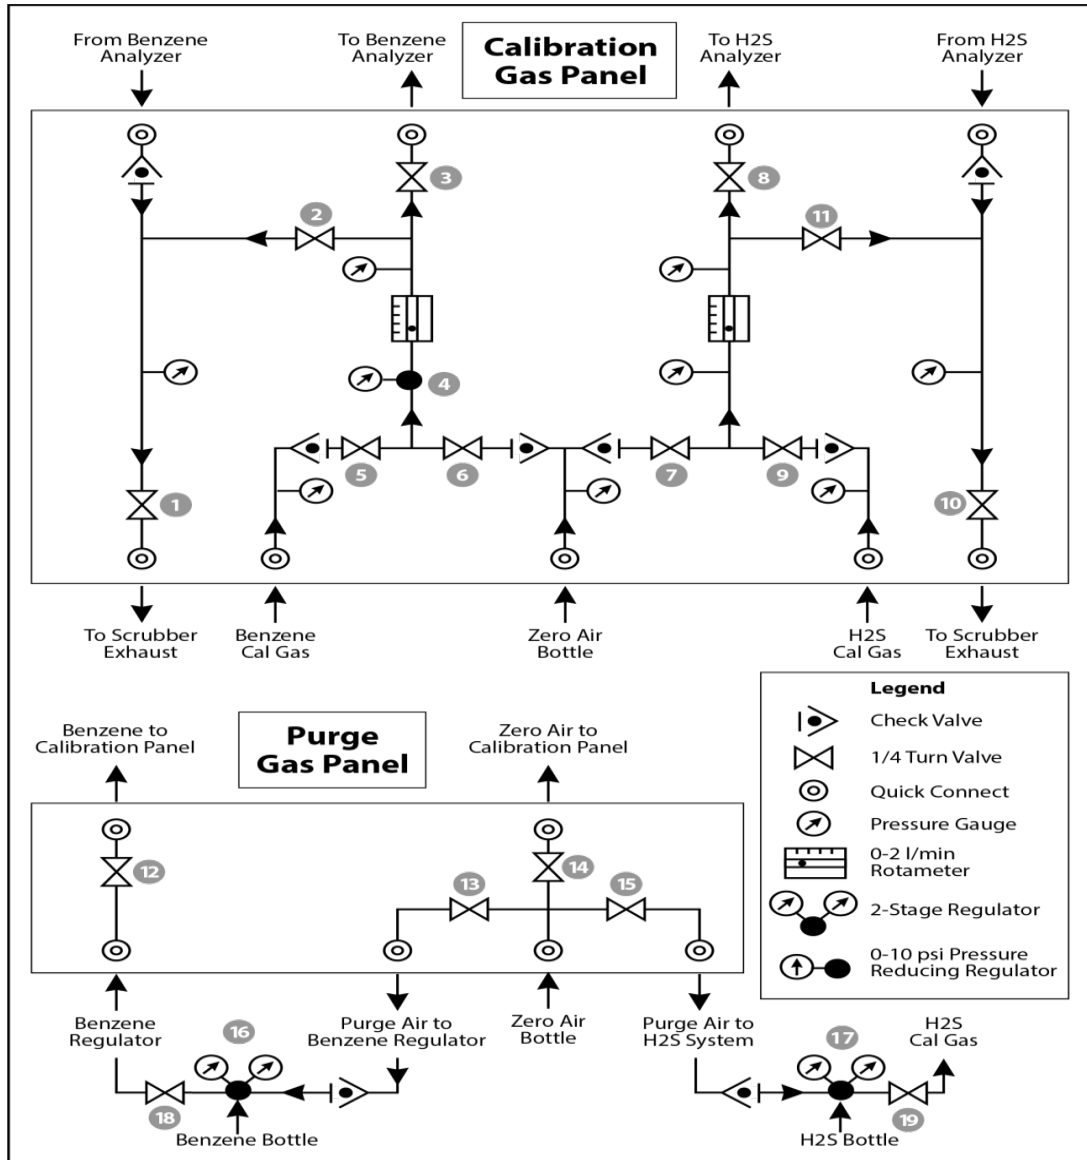 From Benzene
Analyzer
To Benzene
Analyzer
Calibration
Gas Panel
To H2S
Analyzer
From H2S
Analyzer
3
8
2
11
4
5
6
7
9
1
10
To Scrubber
Exhaust
Benzene
Cal Gas
Zero Air
Bottle
H2S
Cal Gas
To Scrubber
Exhaust
Legend
Check Valve
1/4 Turn Valve
Quick Connect
Pressure Gauge
0-2 l/min
Rotameter
2-Stage Regulator
0-10 psi Pressure
Reducing Regulator
Benzene to
Calibration Panel
Purge
Gas Panel
Zero Air to
Calibration Panel
12
14
13
15
Benzene
Regulator
16
Purge Air to
Benzene Regulator
Zero Air
Bottle
Purge Air to
H2S System
17
H2S
Cal Gas
18
Benzene Bottle
19
H2S Bottle